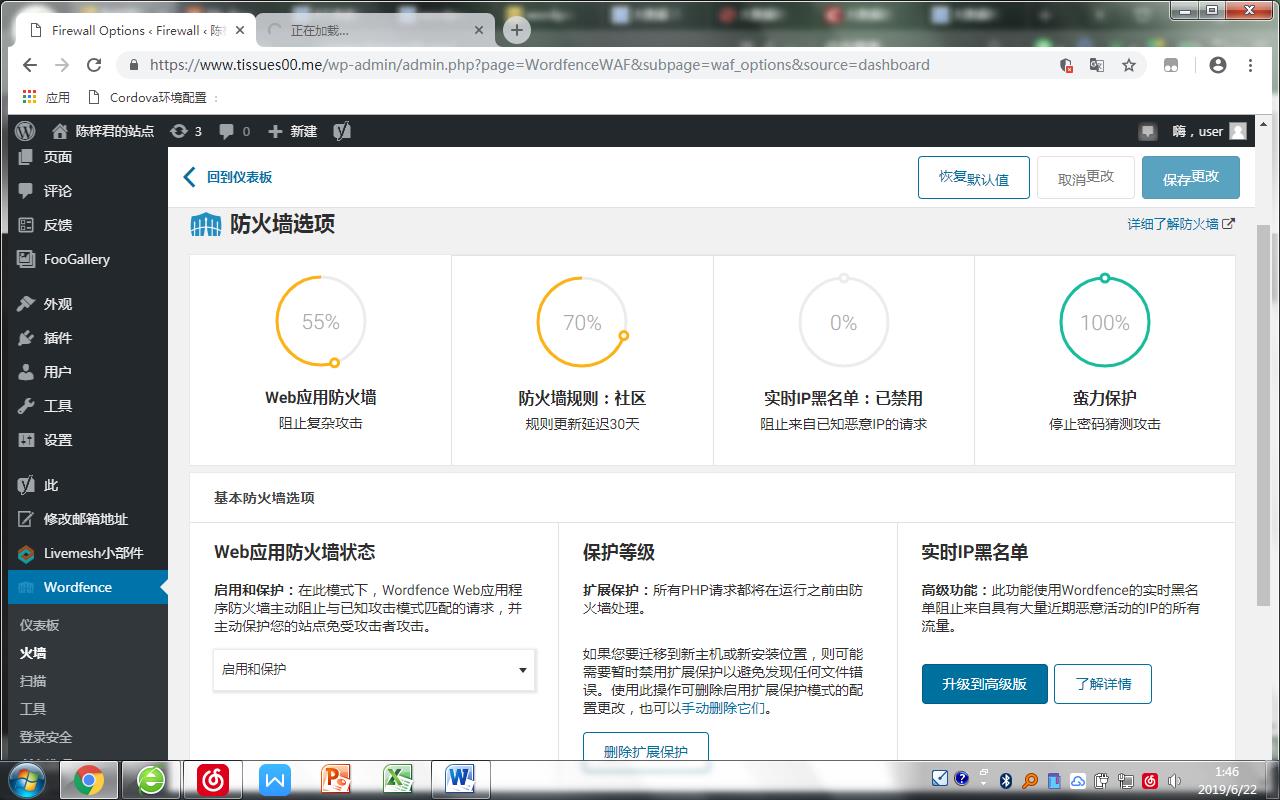 Firewall Options ‹ Firewall ‹ 陈
正在加载...
https://www.tissues00.me/wp-admin/admin.php?page=WordfenceWAF&subpage=waf_options&source=dashboard
应用
Cordova环境配置 :
陈梓君的站点
3
0
新建
嗨，user
页面
评论
反馈
FooGallery
外观
插件
用户
工具
设置
此
修改邮箱地址
Livemesh小部件
Wordfence
仪表板
火墙
扫描
工具
登录安全
回到仪表板
恢复默认值
取消更改
保存更改
防火墙选项
详细了解防火墙
55%
Web应用防火墙
阻止复杂攻击
70%
防火墙规则：社区
规则更新延迟30天
0%
实时IP黑名单：已禁用
阻止来自已知恶意IP的请求
100%
蛮力保护
停止密码猜测攻击
基本防火墙选项
Web应用防火墙状态
启用和保护：在此模式下，Wordfence Web应用程
序防火墙主动阻止与已知攻击模式匹配的请求，并
主动保护您的站点免受攻击者攻击。
启用和保护
保护等级
扩展保护：所有PHP请求都将在运行之前由防
火墙处理。
如果您要迁移到新主机或新安装位置，则可能
需要暂时禁用扩展保护以避免发现任何文件错
误。使用此操作可删除启用扩展保护模式的配
置更改，也可以手动删除它们。
删除扩展保护
实时IP黑名单
高级功能：此功能使用Wordfence的实时黑名
单阻止来自具有大量近期恶意活动的IP的所有
流量。
升级到高级版
了解详情
1:46
2019/6/22